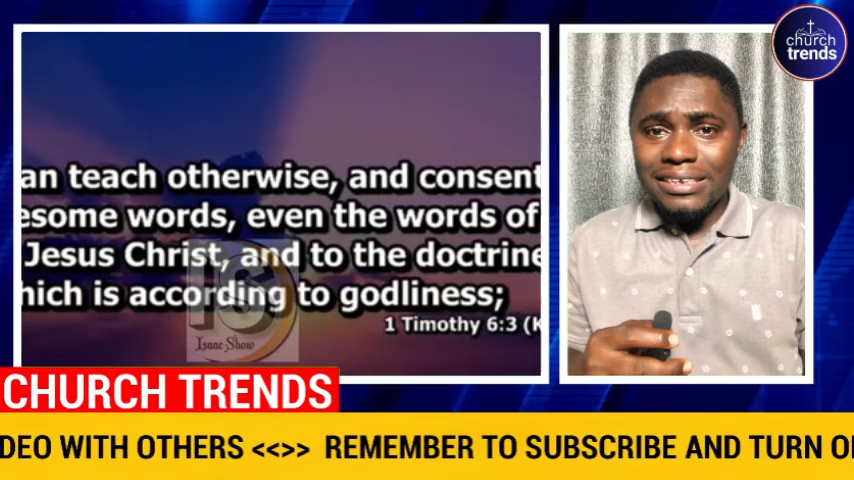 church
trends
an teach otherwise, and consent
esome words, even the words of
Jesus Christ, and to the doctrine
hich is according to godliness;
1 Timothy 6:3 (K
IS
Isaac Show
CHURCH TRENDS
DEO WITH OTHERS <<>> REMEMBER TO SUBSCRIBE AND TURN O